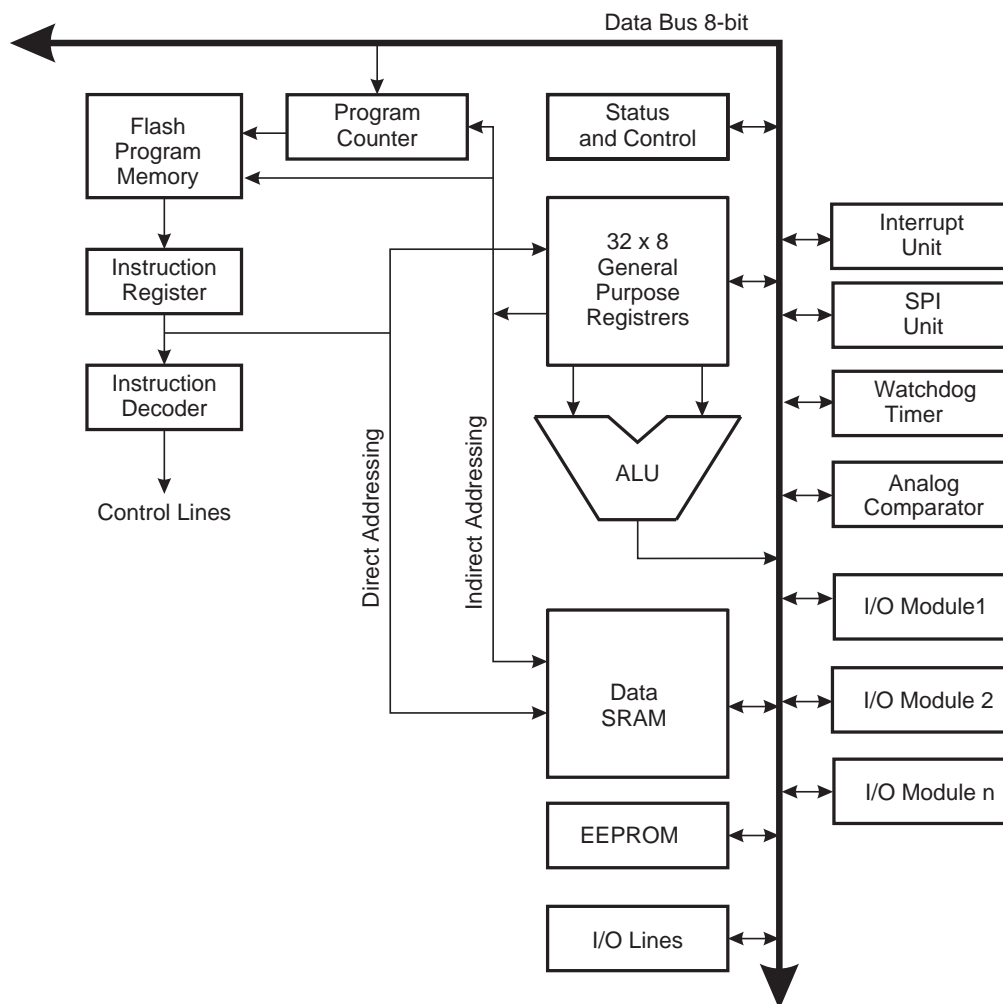 Data Bus 8-bit
Flash
Program
Memory
Program
Counter
Status
and Control
Interrupt
Unit
32 x 8
General
Purpose
Registrers
Instruction
Register
SPI
Unit
Instruction
Decoder
Watchdog
Timer
Direct Addressing
Indirect Addressing
ALU
Analog
Comparator
Control Lines
I/O Module1
Data
SRAM
I/O Module 2
I/O Module n
EEPROM
I/O Lines